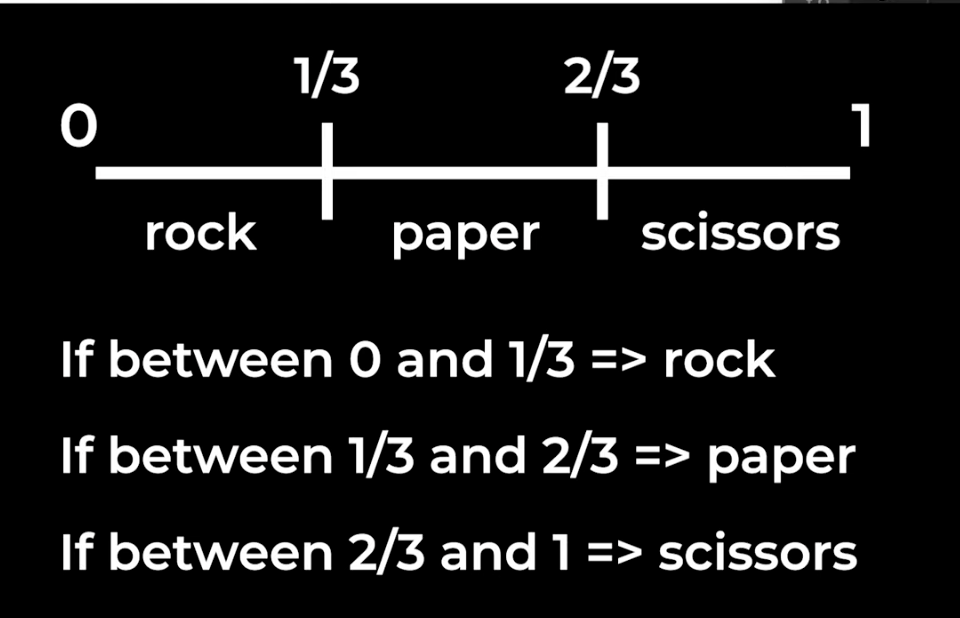 1/3 2/3
0 1
rock paper scissors
If between 0 and 1/3 => rock
If between 1/3 and 2/3 => paper
If between 2/3 and 1 => scissors